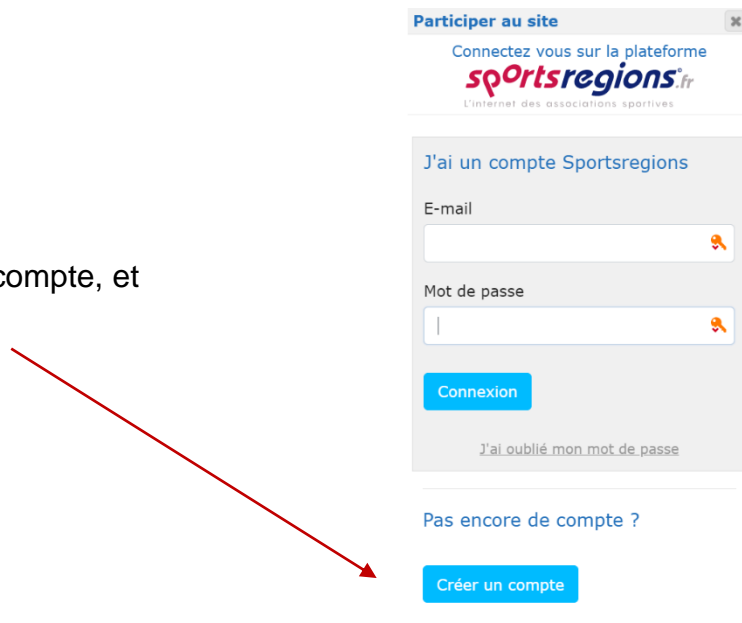 Participer au site
Connectez vous sur la plateforme
sportsregions.fr
L'internet des associations sportives
J'ai un compte Sportsregions
E-mail
compte, et
Mot de passe
Connexion
J'ai oublié mon mot de passe
Pas encore de compte ?
Créer un compte